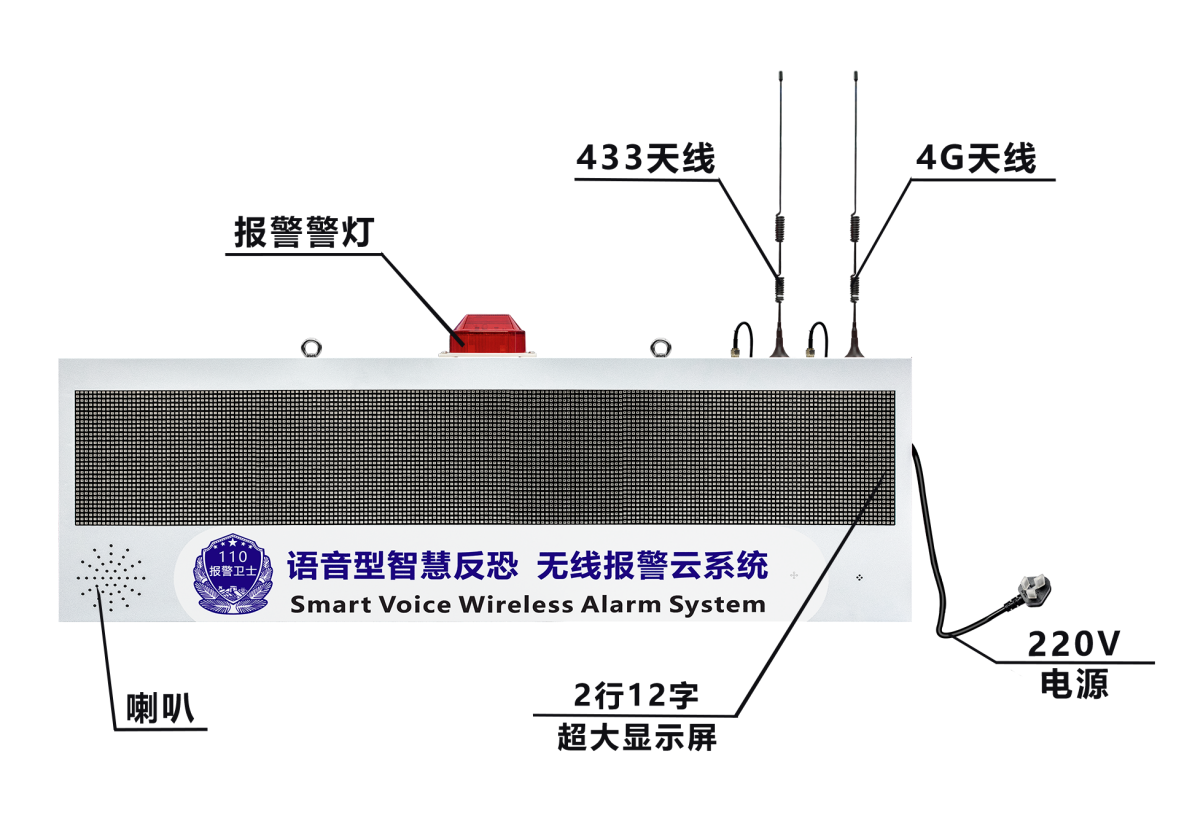 433天线
4G天线
报警警灯
110
报警卫士
语音型智慧反恐 无线报警云系统
Smart Voice Wireless Alarm System
220V
电源
喇叭
2行12字
超大显示屏